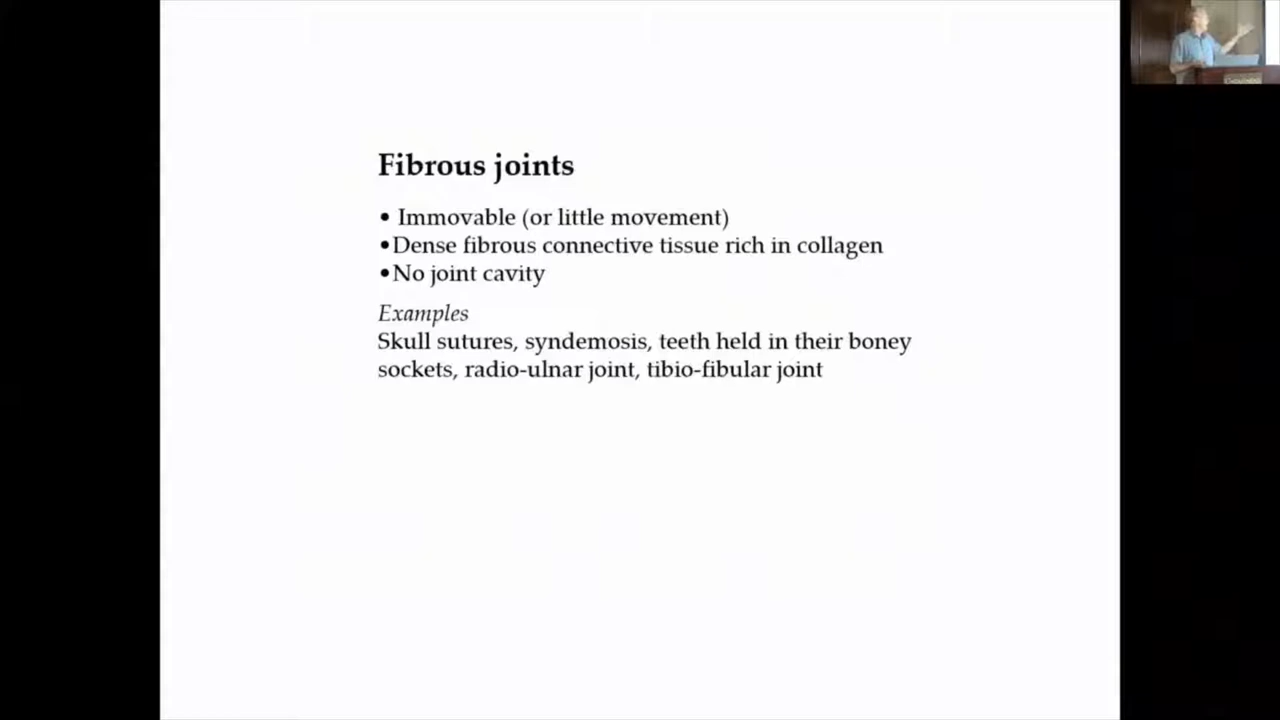 Fibrous joints
• Immovable (or little movement)
•Dense fibrous connective tissue rich in collagen
•No joint cavity
Examples
Skull sutures, syndemosis, teeth held in their boney
sockets, radio-ulnar joint, tibio-fibular joint